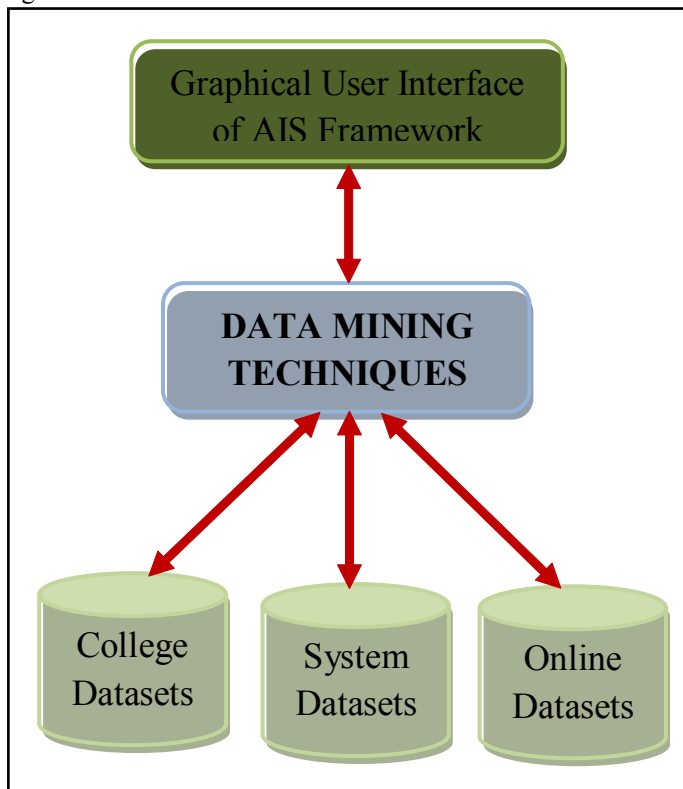 Graphical User Interface
of AIS Framework
DATA MINING
TECHNIQUES
College
Datasets
System
Datasets
Online
Datasets